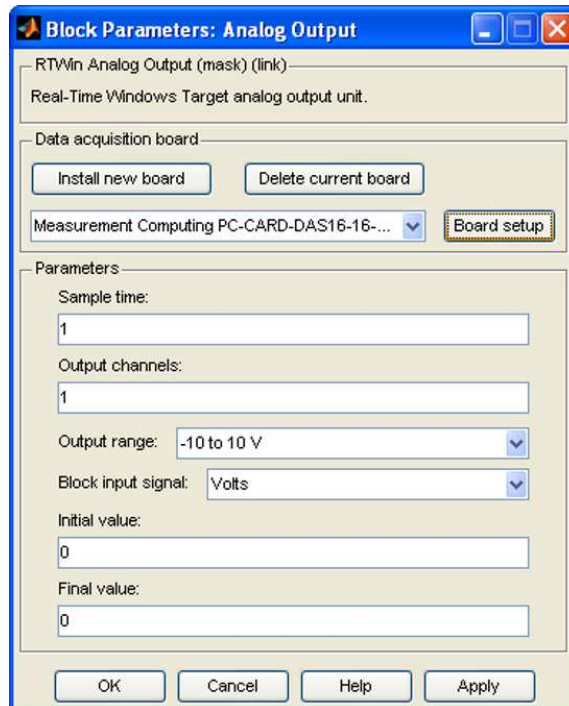 Block Parameters: Analog Output
RTWin Analog Output (mask) (link)
Real-Time Windows Target analog output unit.
Data acquisition board
Install new board Delete current board
Measurement Computing PC-CARD-DAS16-16-... Board setup
Parameters
Sample time:
1
Output channels:
1
Output range: -10 to 10 V
Block input signal: Volts
Initial value:
0
Final value:
0
OK Cancel Help Apply